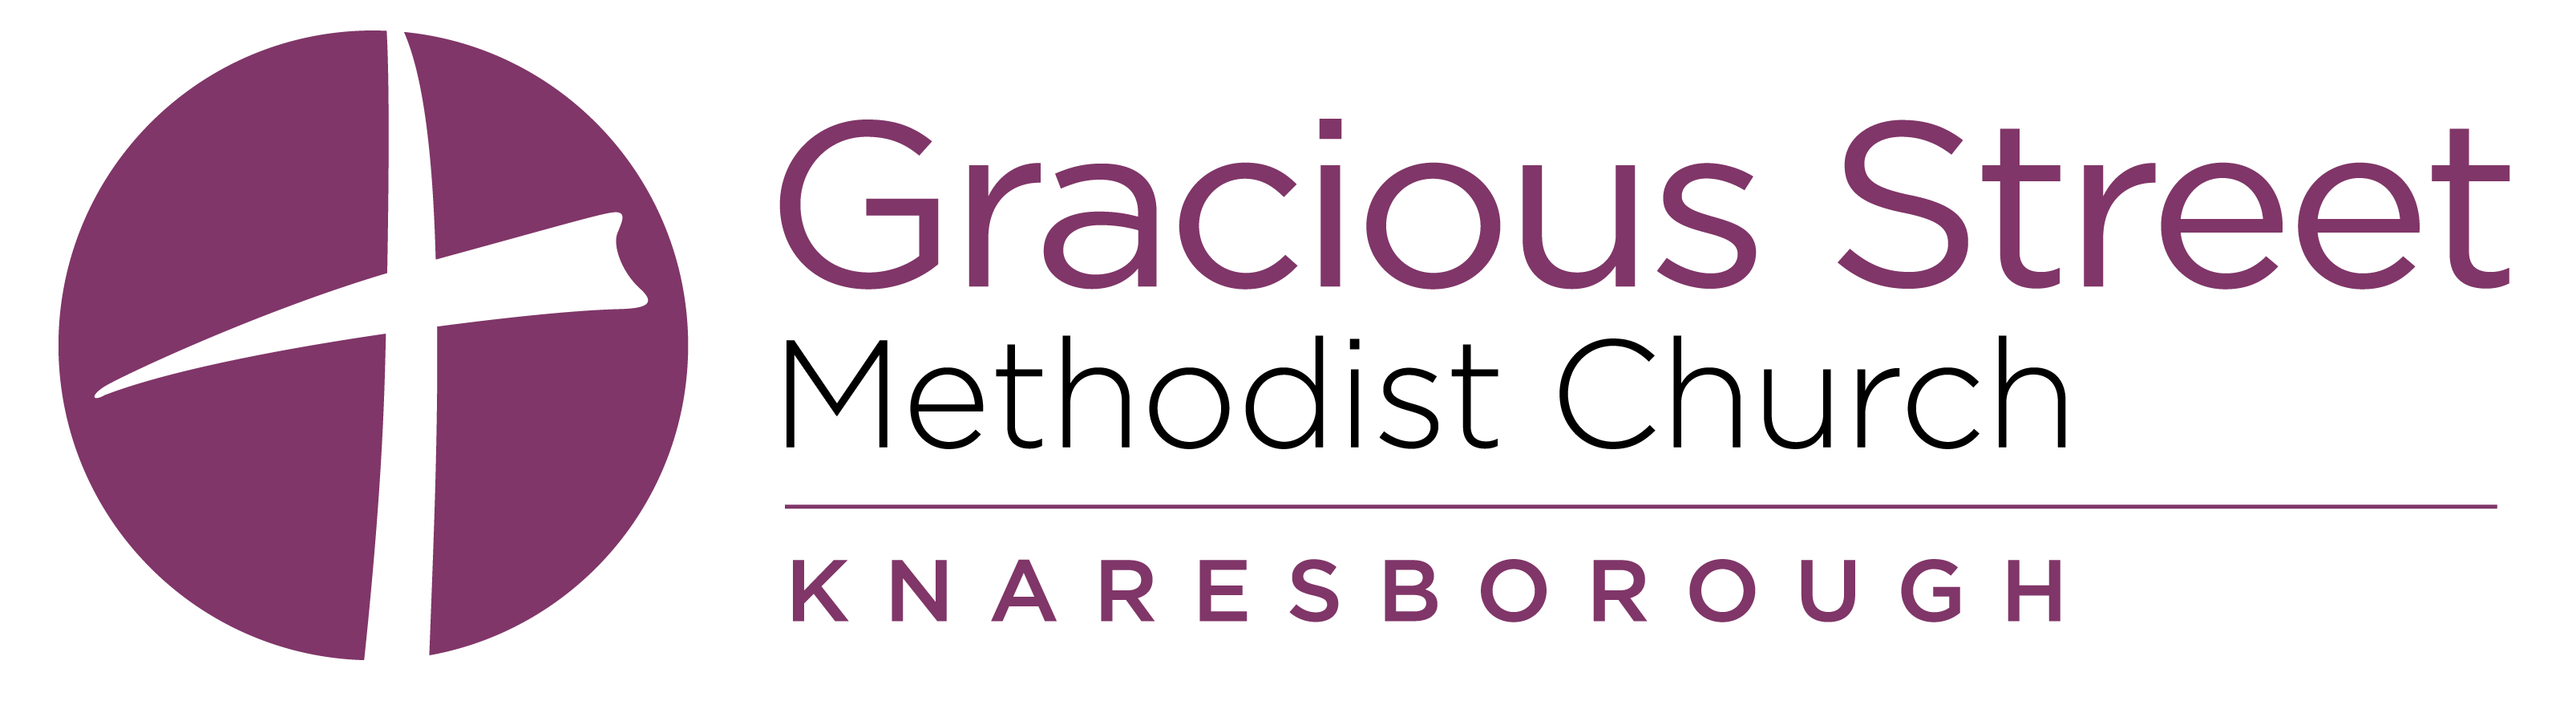 Gracious Street
Methodist Church
KNARESBOROUGH